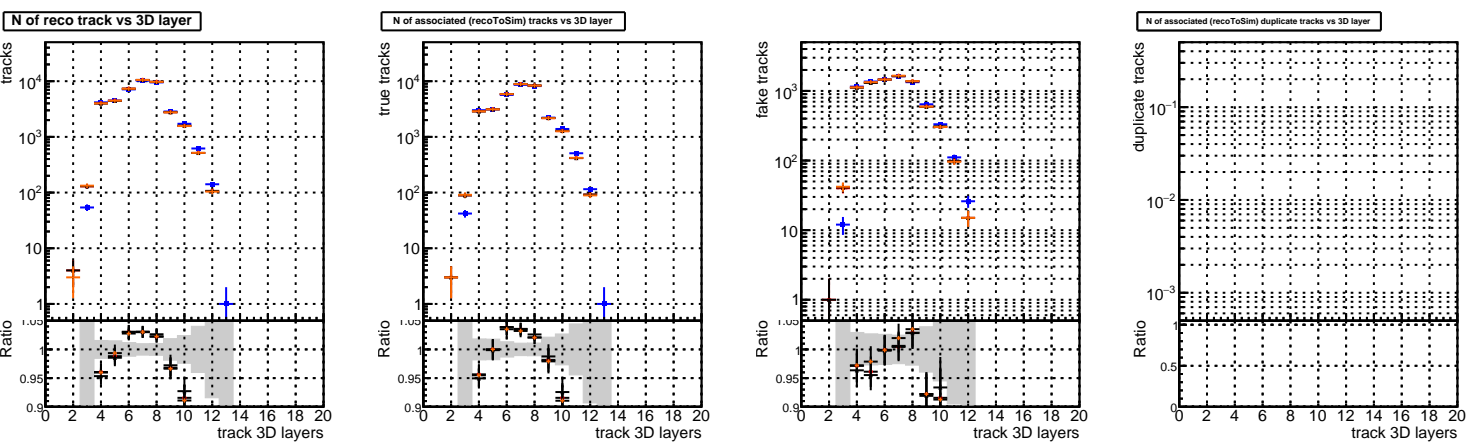 N of reco track vs 3D layer
tracks
10⁴
10³
10²
10
1
Ratio
1.05
1
0.95
0.9
0 2 4 6 8 10 12 14 16 18 20
track 3D layers
N of associated (recoToSim) tracks vs 3D layer
true tracks
10⁴
10³
10²
10
1
Ratio
1.05
1
0.95
0.9
0 2 4 6 8 10 12 14 16 18 20
track 3D layers
fake tracks
10³
10²
10
1
Ratio
1.05
1
0.95
0.9
0 2 4 6 8 10 12 14 16 18 20
track 3D layers
N of associated (recoToSim) duplicate tracks vs 3D layer
duplicate tracks
10⁻¹
10⁻²
10⁻³
Ratio
1
0.5
0
0 2 4 6 8 10 12 14 16 18 20
track 3D layers